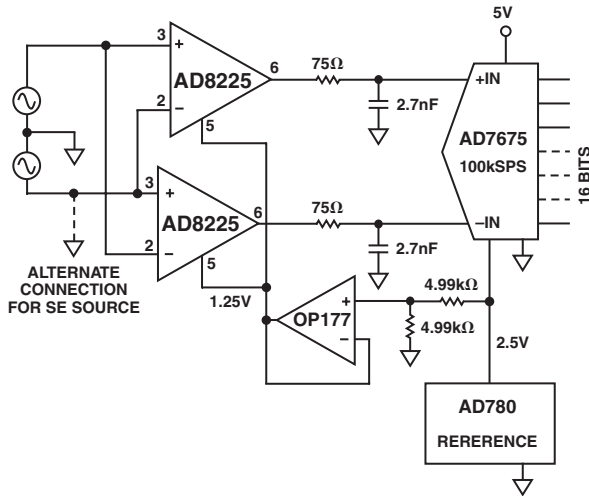 5V
3
+
AD8225
6
75Ω
+IN
2
−
2.7nF
AD7675
5
100kSPS
16 BITS
3
+
AD8225
6
75Ω
−IN
2
−
2.7nF
5
ALTERNATE
CONNECTION
FOR SE SOURCE
1.25V
4.99kΩ
+
OP177
4.99kΩ
−
2.5V
AD780
RERERENCE